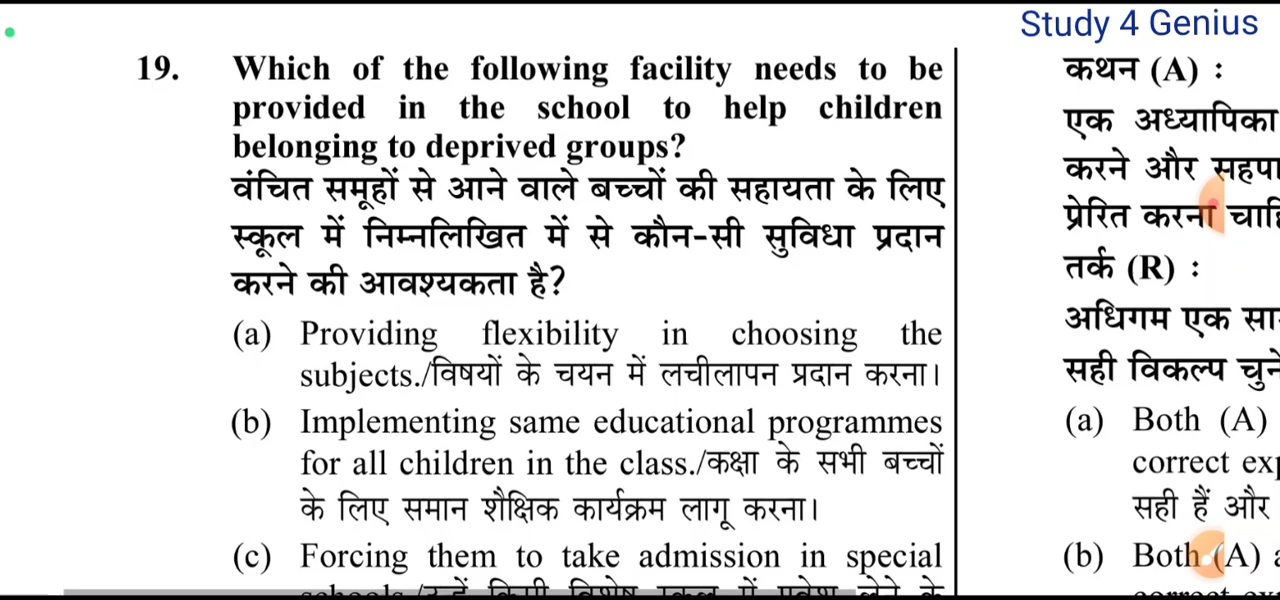 Study 4 Genius
19. Which of the following facility needs to be
provided in the school to help children
belonging to deprived groups?
वंचित समूहों से आने वाले बच्चों की सहायता के लिए
स्कूल में निम्नलिखित में से कौन-सी सुविधा प्रदान
करने की आवश्यकता है?
(a) Providing flexibility in choosing the
subjects./विषयों के चयन में लचीलापन प्रदान करना।
(b) Implementing same educational programmes
for all children in the class./कक्षा के सभी बच्चों
के लिए समान शैक्षिक कार्यक्रम लागू करना।
(c) Forcing them to take admission in special
कथन (A) :
एक अध्यापिका
करने और
प्रेरित करना
तर्क (R) :
अधिगम एक
सही विकल्प
(a) Both (A)
correct
सही हैं और
(b) Both (A)